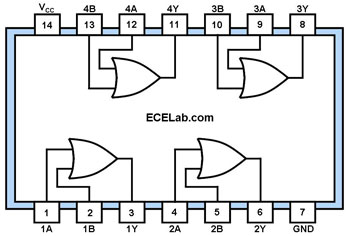 V_CC 4B 4A 4Y 3B 3A 3Y
14 13 12 11 10 9 8
ECELab.com
1 2 3 4 5 6 7
1A 1B 1Y 2A 2B 2Y GND